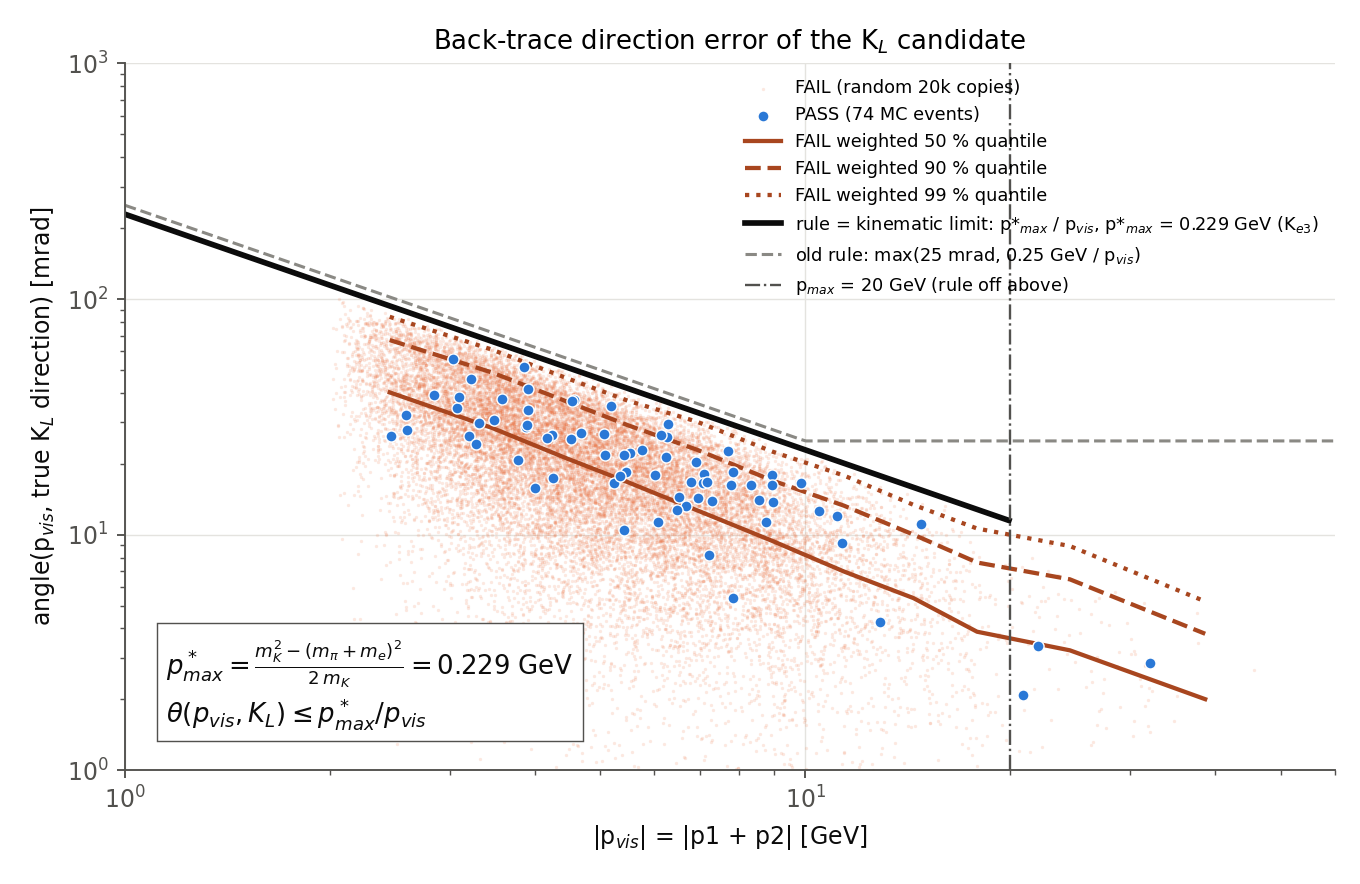 Back-trace direction error of the K_L candidate
10^3
FAIL (random 20k copies)
PASS (74 MC events)
FAIL weighted 50 % quantile
FAIL weighted 90 % quantile
FAIL weighted 99 % quantile
rule = kinematic limit: p*_max / p_vis, p*_max = 0.229 GeV (K_e3)
old rule: max(25 mrad, 0.25 GeV / p_vis)
p_max = 20 GeV (rule off above)
10^2
angle(p_vis, true K_L direction) [mrad]
10^1
p^*_max = (m_K^2 − (m_π + m_e)^2) / (2 m_K) = 0.229 GeV
θ(p_vis, K_L) ≤ p^*_max/p_vis
10^0
10^0
10^1
|p_vis| = |p1 + p2| [GeV]